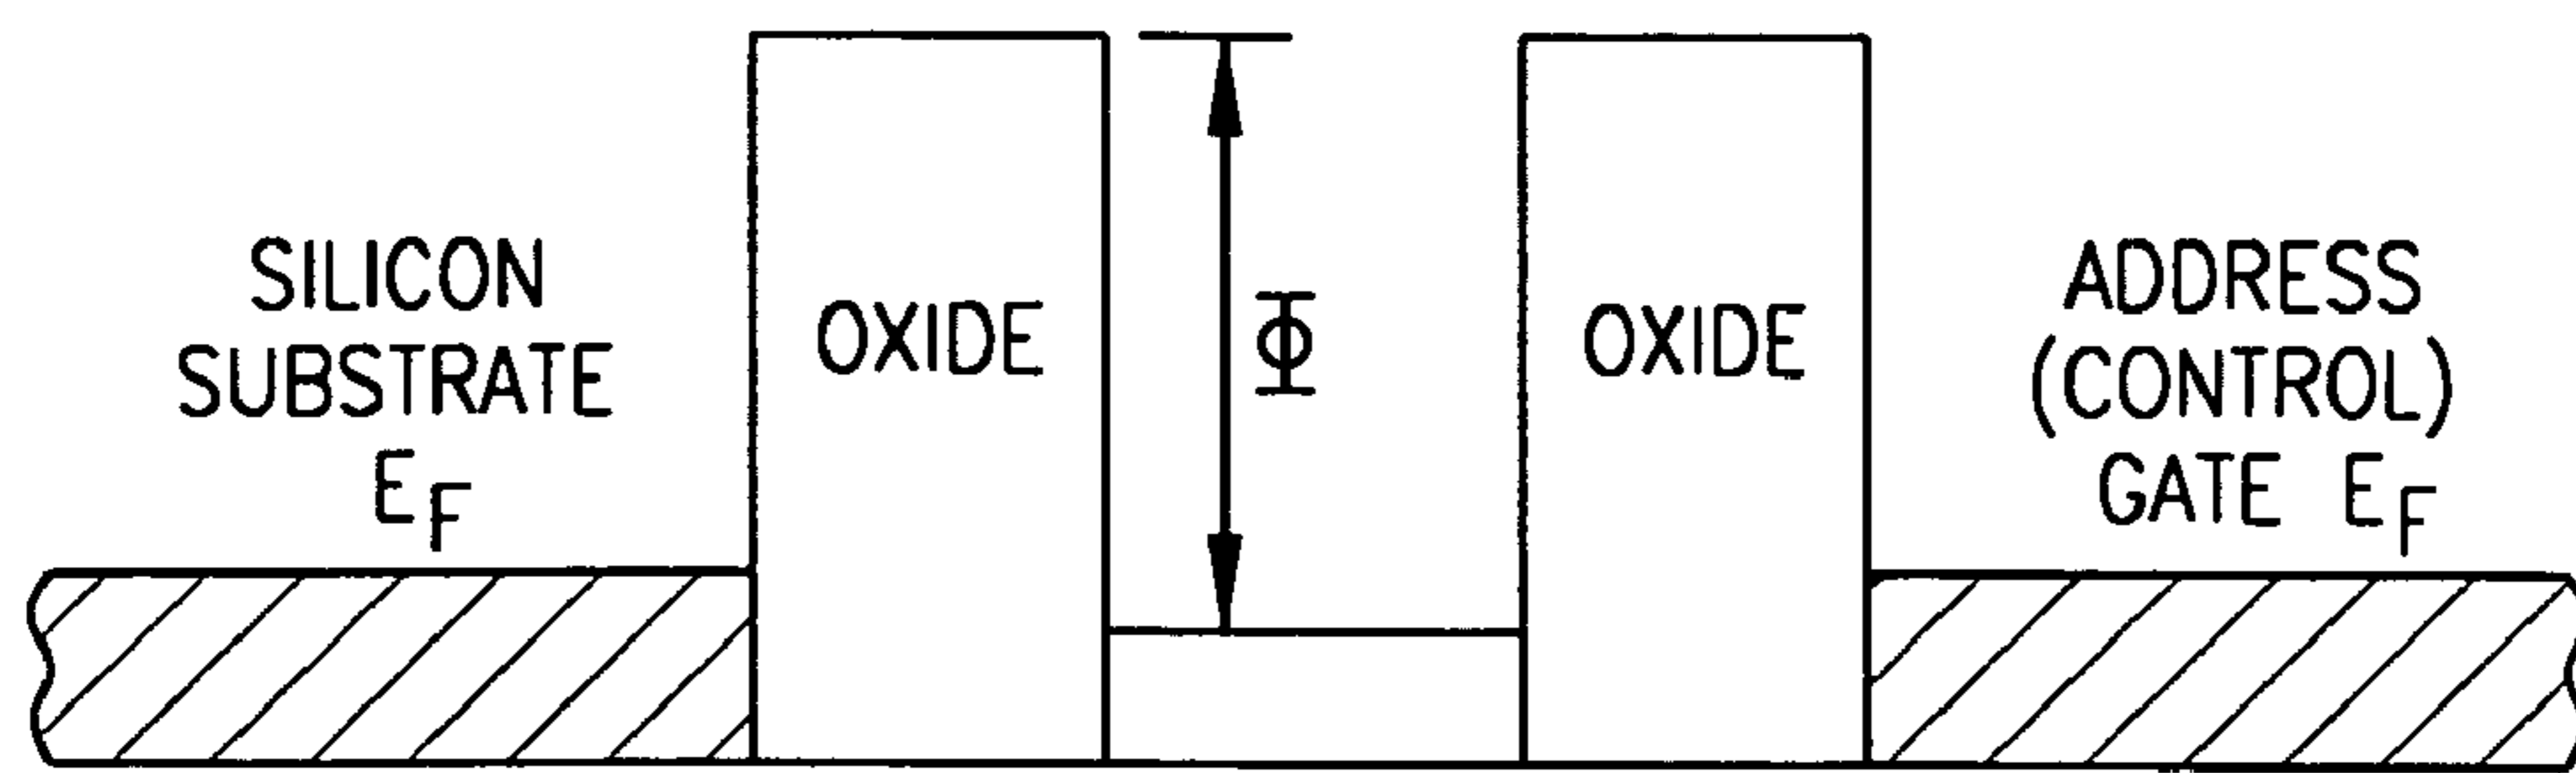 SILICON
SUBSTRATE
E_F
OXIDE
Φ
OXIDE
ADDRESS
(CONTROL)
GATE E_F